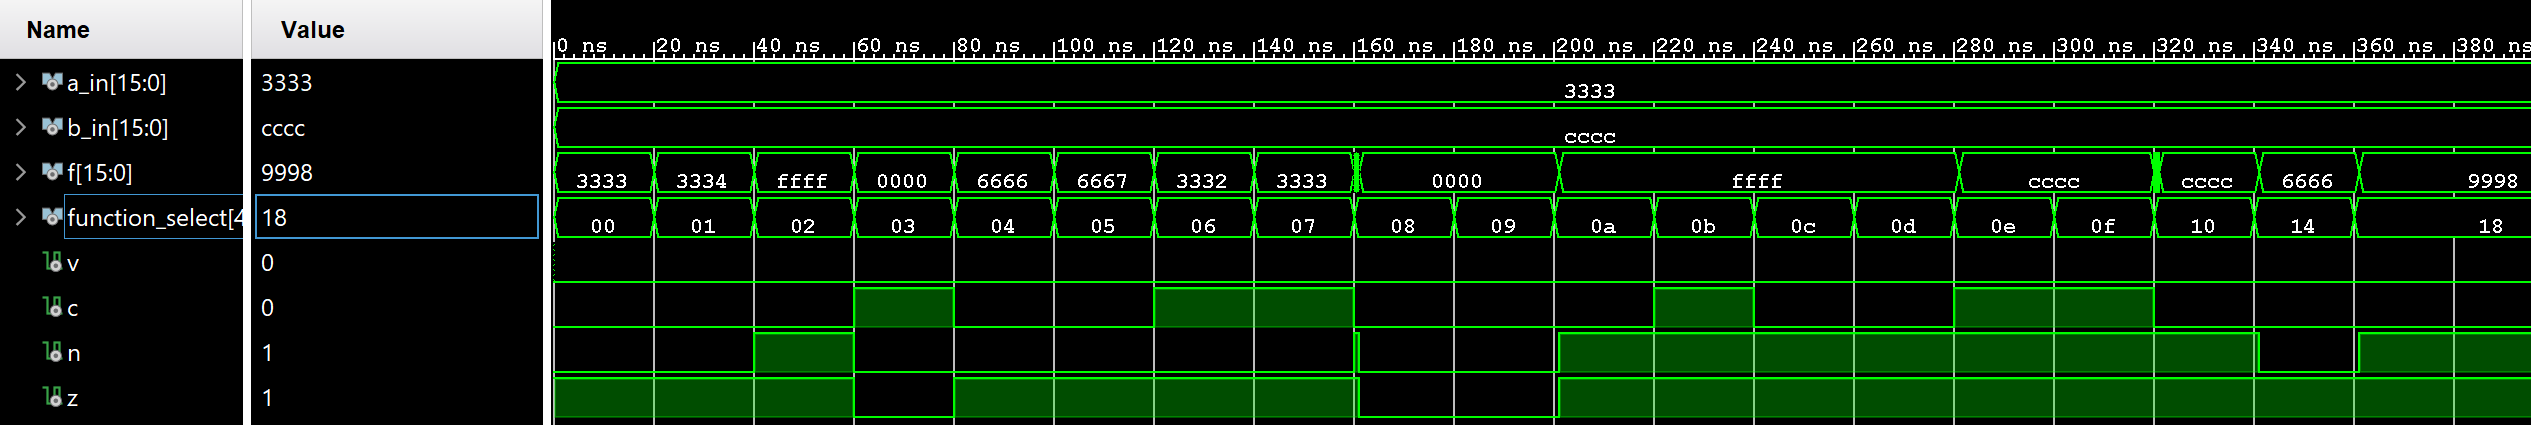 Name Value
0 ns 20 ns 40 ns 60 ns 80 ns 100 ns 120 ns 140 ns 160 ns 180 ns 200 ns 220 ns 240 ns 260 ns 280 ns 300 ns 320 ns 340 ns 360 ns 380 ns
a_in[15:0] 3333 3333
b_in[15:0] cccc cccc
f[15:0] 9998 3333 3334 ffff 0000 6666 6667 3332 3333 0000 ffff cccc cccc 6666 9998
function_select[4 18 00 01 02 03 04 05 06 07 08 09 0a 0b 0c 0d 0e 0f 10 14 18
v 0
c 0
n 1
z 1